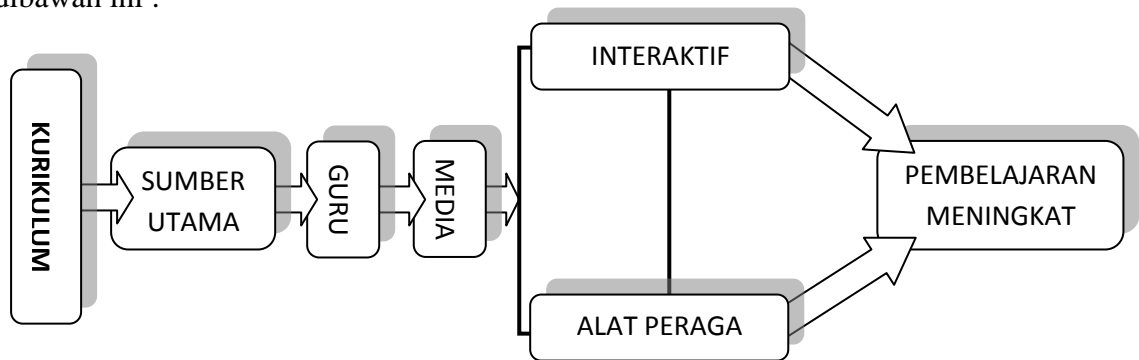 dibawah ini :
KURIKULUM
SUMBER
UTAMA
GURU
MEDIA
INTERAKTIF
ALAT PERAGA
PEMBELAJARAN
MENINGKAT